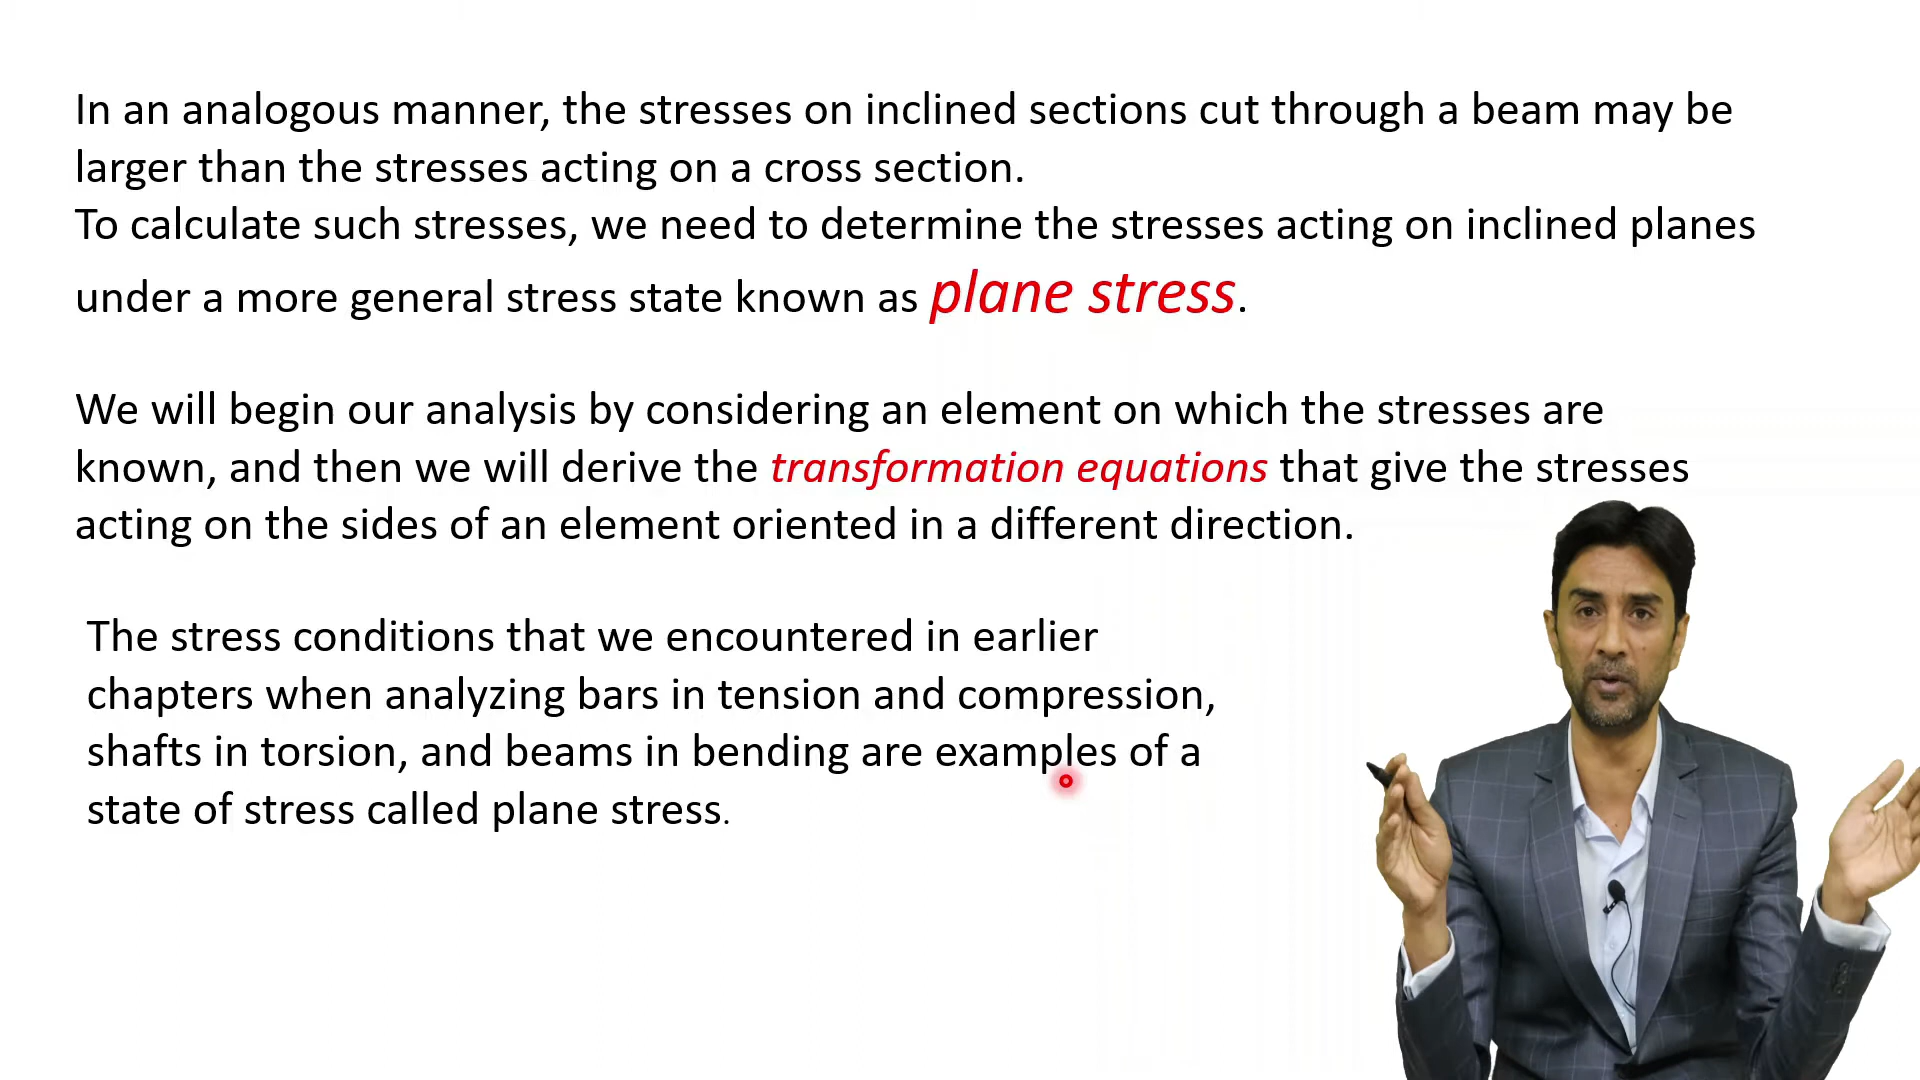 In an analogous manner, the stresses on inclined sections cut through a beam may be
larger than the stresses acting on a cross section.
To calculate such stresses, we need to determine the stresses acting on inclined planes
under a more general stress state known as plane stress.
We will begin our analysis by considering an element on which the stresses are
known, and then we will derive the transformation equations that give the stresses
acting on the sides of an element oriented in a different direction.
The stress conditions that we encountered in earlier
chapters when analyzing bars in tension and compression,
shafts in torsion, and beams in bending are examples of a
state of stress called plane stress.